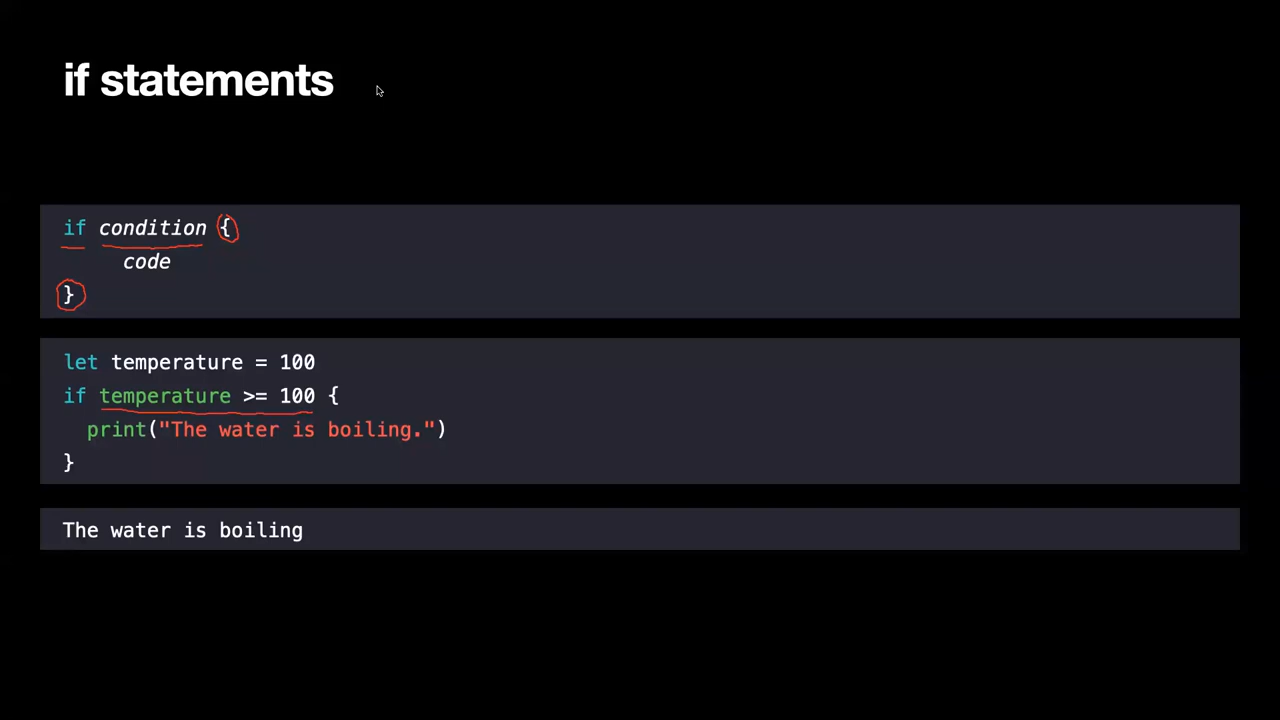 if statements
if condition {
code
}
let temperature = 100
if temperature >= 100 {
print("The water is boiling.")
}
The water is boiling